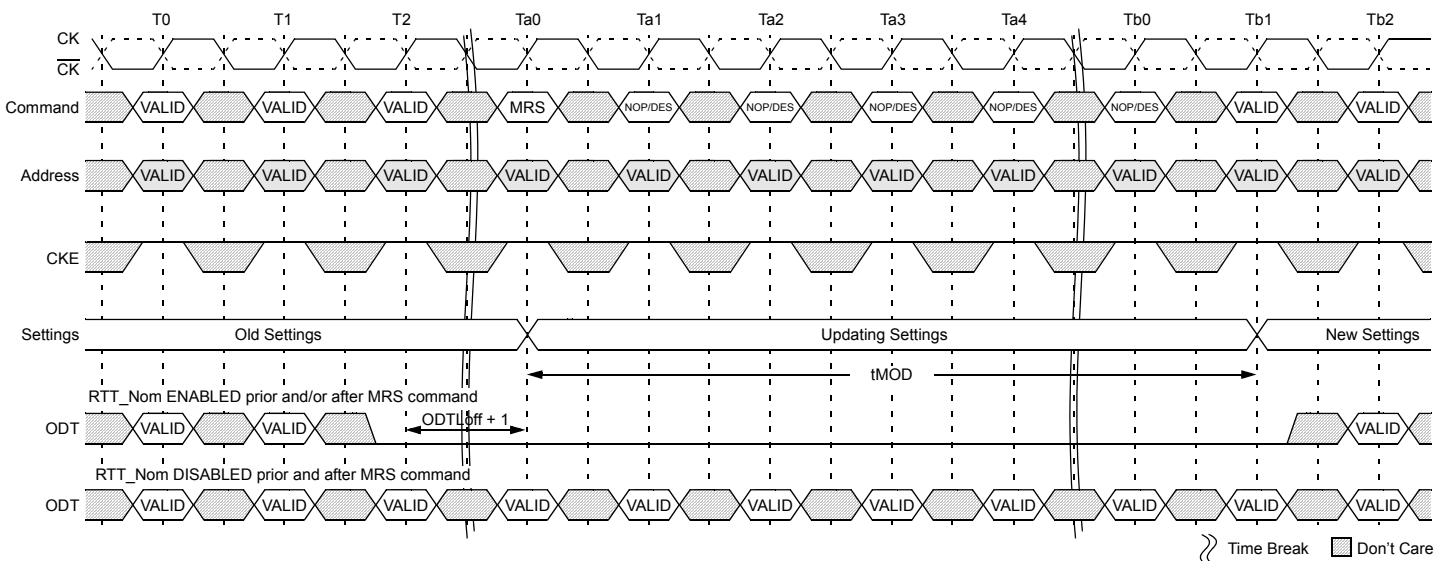 T0 T1 T2 Ta0 Ta1 Ta2 Ta3 Ta4 Tb0 Tb1 Tb2
CK
CK
Command VALID VALID VALID MRS NOP/DES NOP/DES NOP/DES NOP/DES NOP/DES VALID VALID
Address VALID VALID VALID VALID VALID VALID VALID VALID VALID VALID VALID
CKE
Settings Old Settings Updating Settings New Settings
tMOD
RTT_Nom ENABLED prior and/or after MRS command
ODTLoff + 1
ODT VALID VALID VALID
RTT_Nom DISABLED prior and after MRS command
ODT VALID VALID VALID VALID VALID VALID VALID VALID VALID VALID VALID
Time Break Don't Care